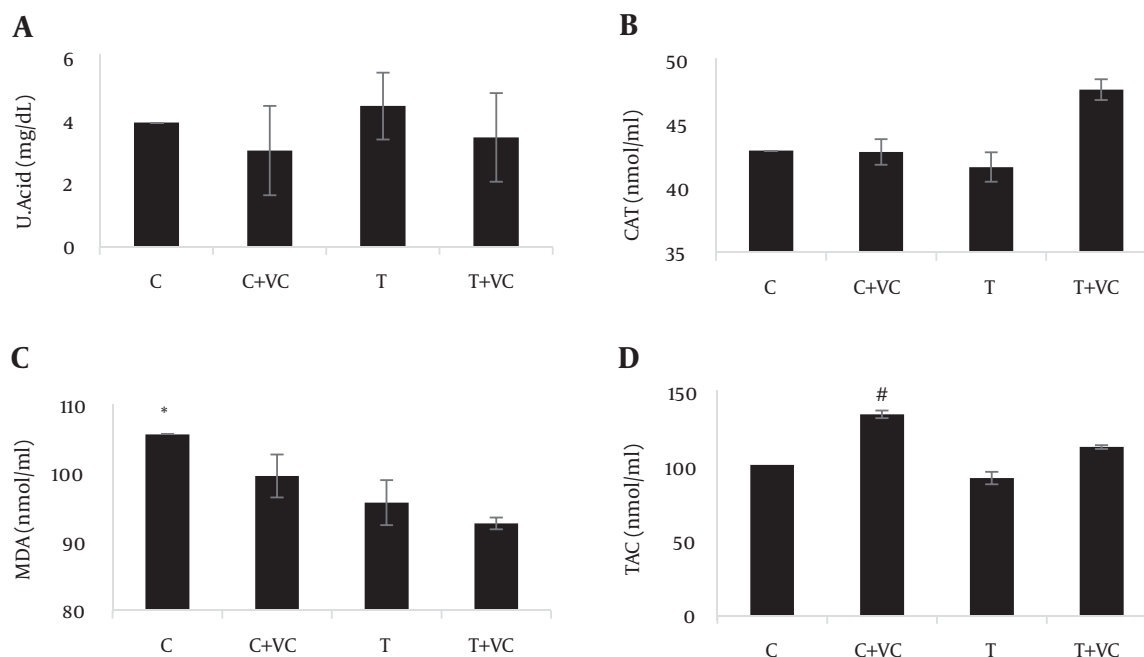 A
U.Acid (mg/dL)
6
4
2
0
C C+VC T T+VC
B
CAT (nmol/ml)
50
45
40
35
C C+VC T T+VC
C
MDA (nmol/ml)
110
100
90
80
*
C C+VC T T+VC
D
TAC (nmol/ml)
150
100
50
0
#
C C+VC T T+VC